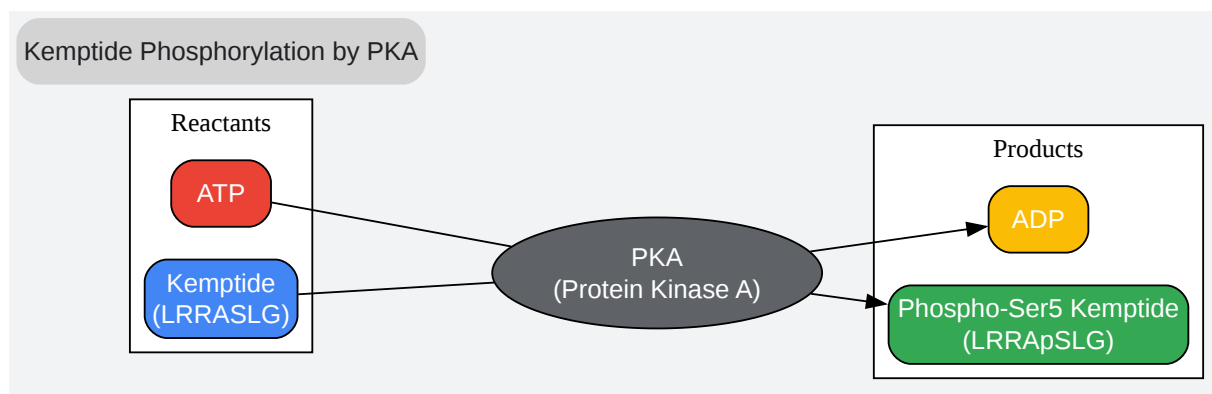 Kemptide Phosphorylation by PKA
Reactants
ATP
Kemptide
(LRRASLG)
PKA
(Protein Kinase A)
Products
ADP
Phospho-Ser5 Kemptide
(LRRApSLG)